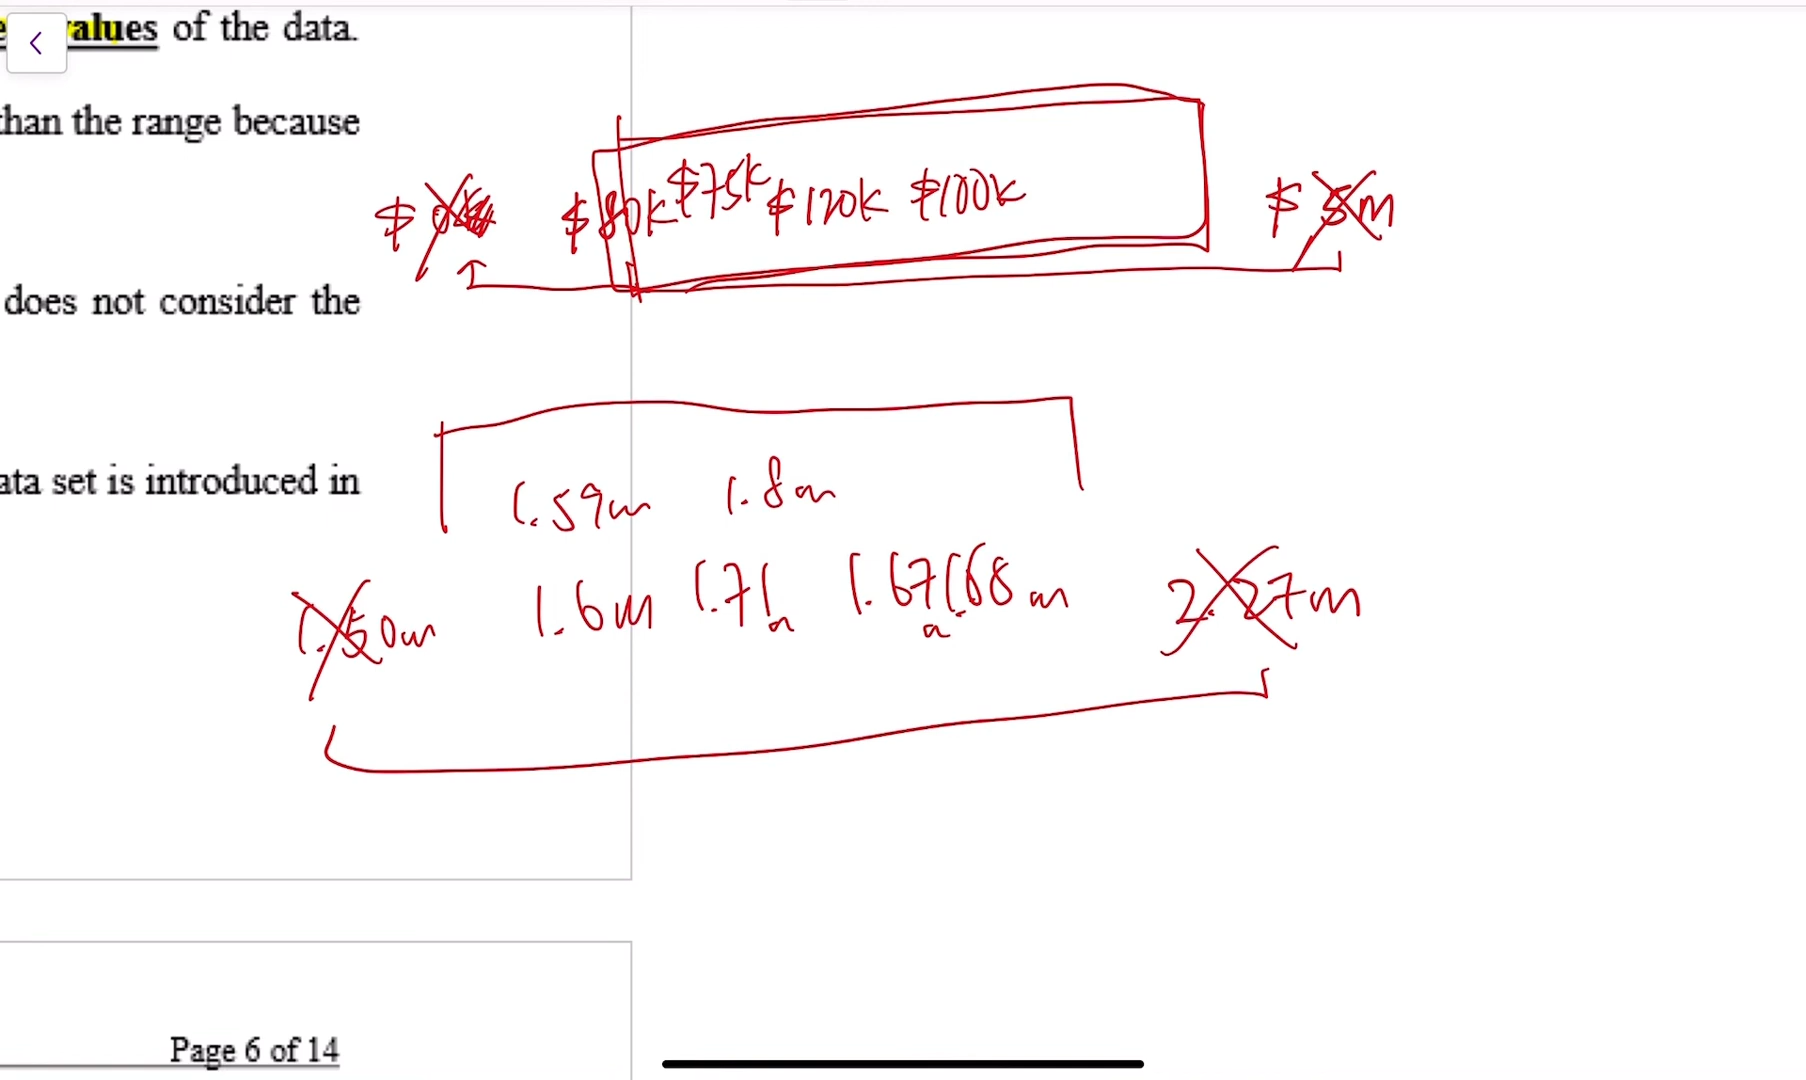 alues of the data.
than the range because
$75k
$ $80k $120k $100k $5m
does not consider the
1.59m 1.8m
ata set is introduced in
1.50m 1.6m 1.71m 1.67m 1.68m 2.27m
Page 6 of 14